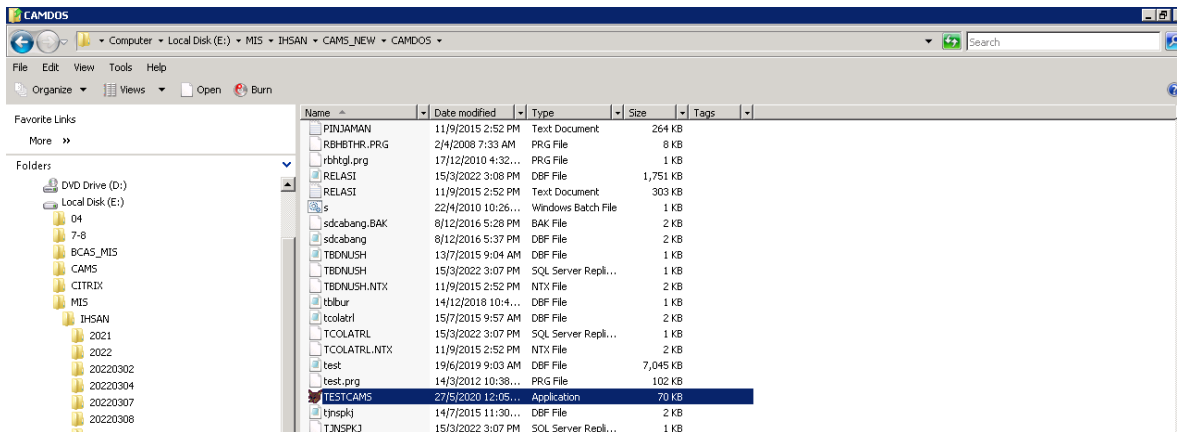 CAMDOS
Computer Local Disk (E:) MIS IHSAN CAMS_NEW CAMDOS Search
File Edit View Tools Help
Organize Views Open Burn
Favorite Links
More >>
Folders
DVD Drive (D:)
Local Disk (E:)
04
7-8
BCAS_MIS
CAMS
CITRIX
MIS
IHSAN
2021
2022
20220302
20220304
20220307
20220308
Name Date modified Type Size Tags
PINJAMAN 11/9/2015 2:52 PM Text Document 264 KB
RBHBTHR.PRG 2/4/2008 7:33 AM PRG File 8 KB
rbhtgl.prg 17/12/2010 4:32... PRG File 1 KB
RELASI 15/3/2022 3:08 PM DBF File 1,751 KB
RELASI 11/9/2015 2:52 PM Text Document 303 KB
s 22/4/2010 10:26... Windows Batch File 1 KB
sdcabang.BAK 8/12/2016 5:28 PM BAK File 2 KB
sdcabang 8/12/2016 5:37 PM DBF File 2 KB
TBDNUSH 13/7/2015 9:04 AM DBF File 1 KB
TBDNUSH 15/3/2022 3:07 PM SQL Server Repli... 1 KB
TBDNUSH.NTX 11/9/2015 2:52 PM NTX File 2 KB
tblbur 14/12/2018 10:4... DBF File 1 KB
tcolatrl 15/7/2015 9:57 AM DBF File 2 KB
TCOLATRL 15/3/2022 3:07 PM SQL Server Repli... 1 KB
TCOLATRL.NTX 11/9/2015 2:52 PM NTX File 2 KB
test 19/6/2019 9:03 AM DBF File 7,045 KB
test.prg 14/3/2012 10:38... PRG File 102 KB
TESTCAMS 27/5/2020 12:05... Application 70 KB
tjnspkj 14/7/2015 11:30... DBF File 2 KB
TJNSPKJ 15/3/2022 3:07 PM SQL Server Repli... 1 KB